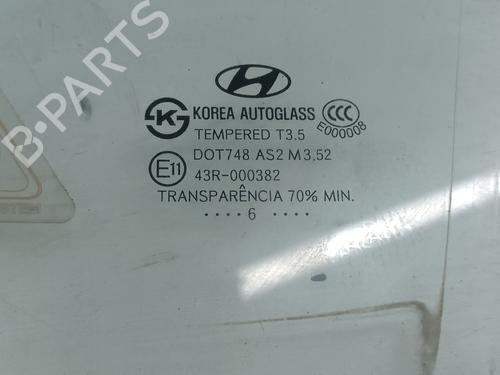 KS KOREA AUTOGLASS CCC
TEMPERED T3.5 E000008
DOT748 AS2 M3,52
E11 43R-000382
TRANSPARÊNCIA 70% MIN.
.... 6 ....
B-PARTS